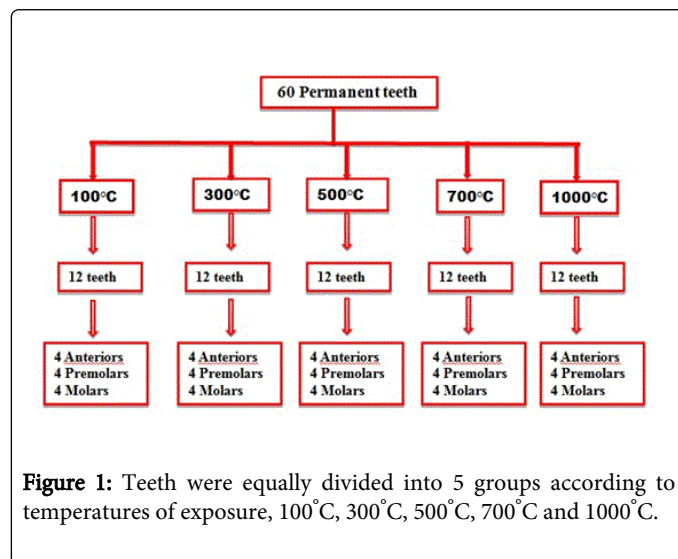 60 Permanent teeth
100°C 300°C 500°C 700°C 1000°C
12 teeth 12 teeth 12 teeth 12 teeth 12 teeth
4 Anteriors 4 Anteriors 4 Anteriors 4 Anteriors 4 Anteriors
4 Premolars 4 Premolars 4 Premolars 4 Premolars 4 Premolars
4 Molars 4 Molars 4 Molars 4 Molars 4 Molars
Figure 1: Teeth were equally divided into 5 groups according to
temperatures of exposure, 100°C, 300°C, 500°C, 700°C and 1000°C.